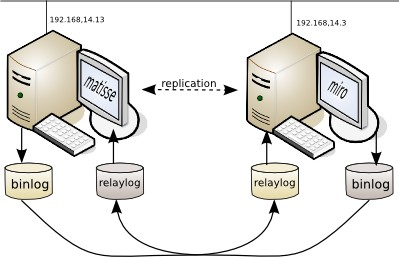 192.168,14.13
192.168,14.3
matisse
replication
miro
binlog
relaylog
relaylog
binlog